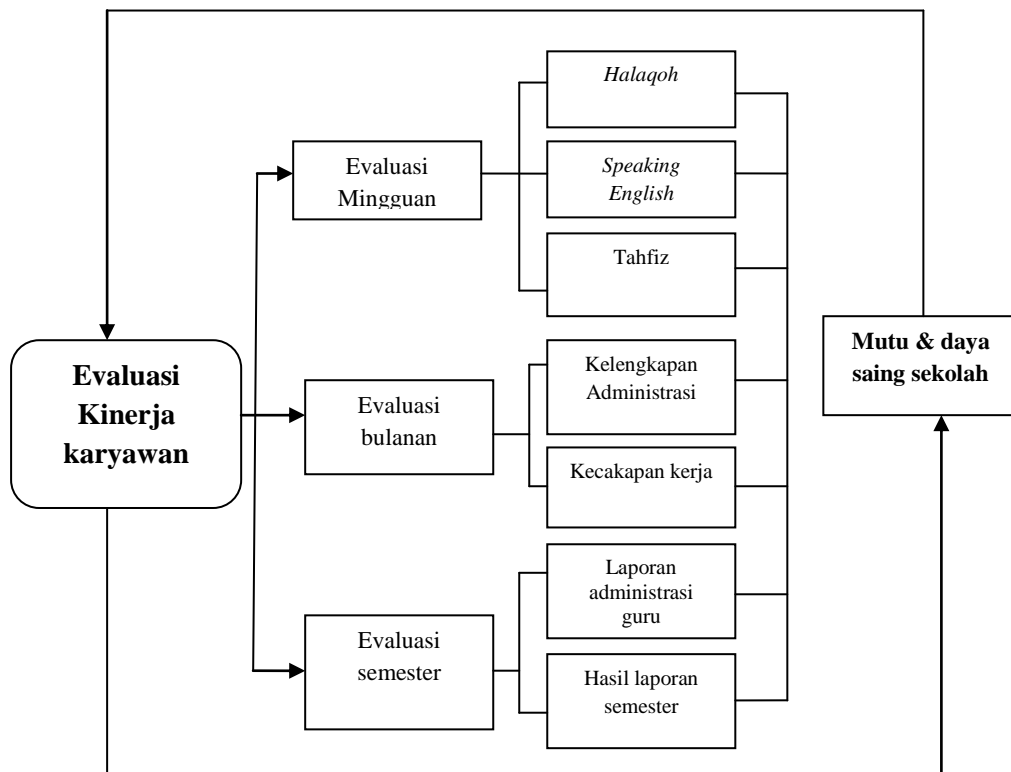 Halaqoh
Speaking
English
Tahfiz
Evaluasi
Mingguan
Evaluasi
Kinerja
karyawan
Evaluasi
bulanan
Kelengkapan
Administrasi
Kecakapan kerja
Evaluasi
semester
Laporan
administrasi
guru
Hasil laporan
semester
Mutu & daya
saing sekolah